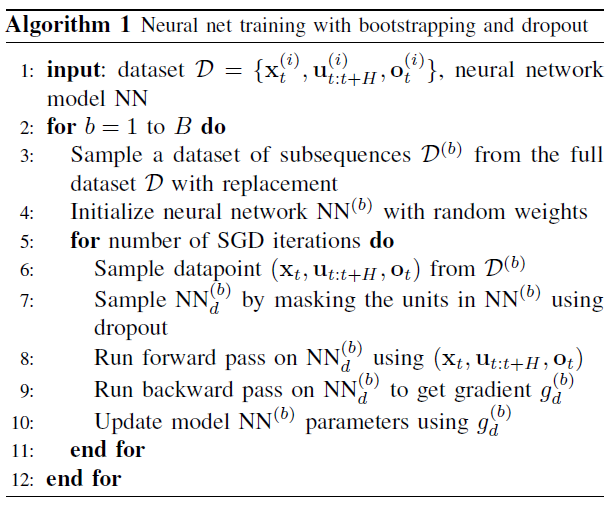 Algorithm 1 Neural net training with bootstrapping and dropout
1: input: dataset $\mathcal{D} = \{\mathbf{x}_t^{(i)}, \mathbf{u}_{t:t+H}^{(i)}, \mathbf{o}_t^{(i)}\}$, neural network
model NN
2: for $b = 1$ to $B$ do
3: Sample a dataset of subsequences $\mathcal{D}^{(b)}$ from the full
dataset $\mathcal{D}$ with replacement
4: Initialize neural network $\mathrm{NN}^{(b)}$ with random weights
5: for number of SGD iterations do
6: Sample datapoint $(\mathbf{x}_t, \mathbf{u}_{t:t+H}, \mathbf{o}_t)$ from $\mathcal{D}^{(b)}$
7: Sample $\mathrm{NN}_d^{(b)}$ by masking the units in $\mathrm{NN}^{(b)}$ using
dropout
8: Run forward pass on $\mathrm{NN}_d^{(b)}$ using $(\mathbf{x}_t, \mathbf{u}_{t:t+H}, \mathbf{o}_t)$
9: Run backward pass on $\mathrm{NN}_d^{(b)}$ to get gradient $g_d^{(b)}$
10: Update model $\mathrm{NN}^{(b)}$ parameters using $g_d^{(b)}$
11: end for
12: end for